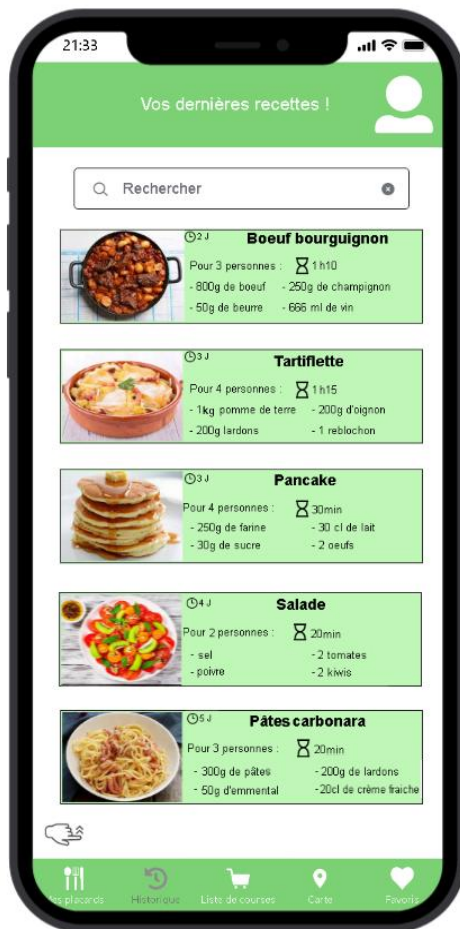 21:33
Vos dernières recettes !
Rechercher
2 J Boeuf bourguignon
Pour 3 personnes : 1h10
- 800g de boeuf - 250g de champignon
- 50g de beurre - 666 ml de vin
3 J Tartiflette
Pour 4 personnes : 1h15
- 1kg pomme de terre - 200g d'oignon
- 200g lardons - 1 reblochon
3 J Pancake
Pour 4 personnes : 30min
- 250g de farine - 30 cl de lait
- 30g de sucre - 2 oeufs
4 J Salade
Pour 2 personnes : 20min
- sel - 2 tomates
- poivre - 2 kiwis
5 J Pâtes carbonara
Pour 3 personnes : 20min
- 300g de pâtes - 200g de lardons
- 50g d'emmental -20cl de crème fraiche
Mes placards Historique Liste de courses Carte Favoris